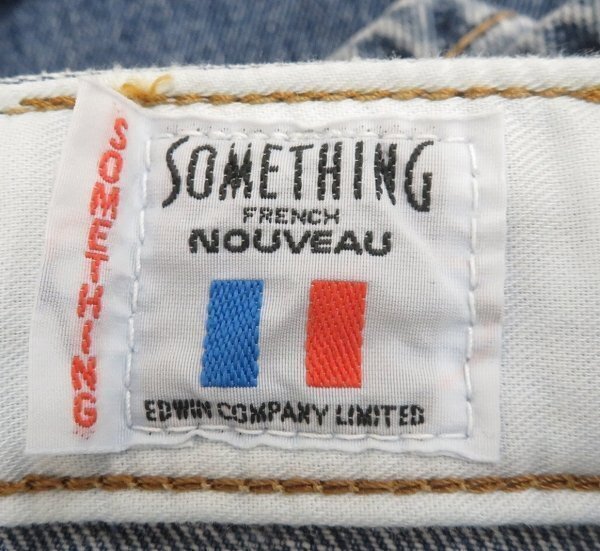 SOMETHING
SOMETHING
FRENCH
NOUVEAU
EDWIN COMPANY LIMITED